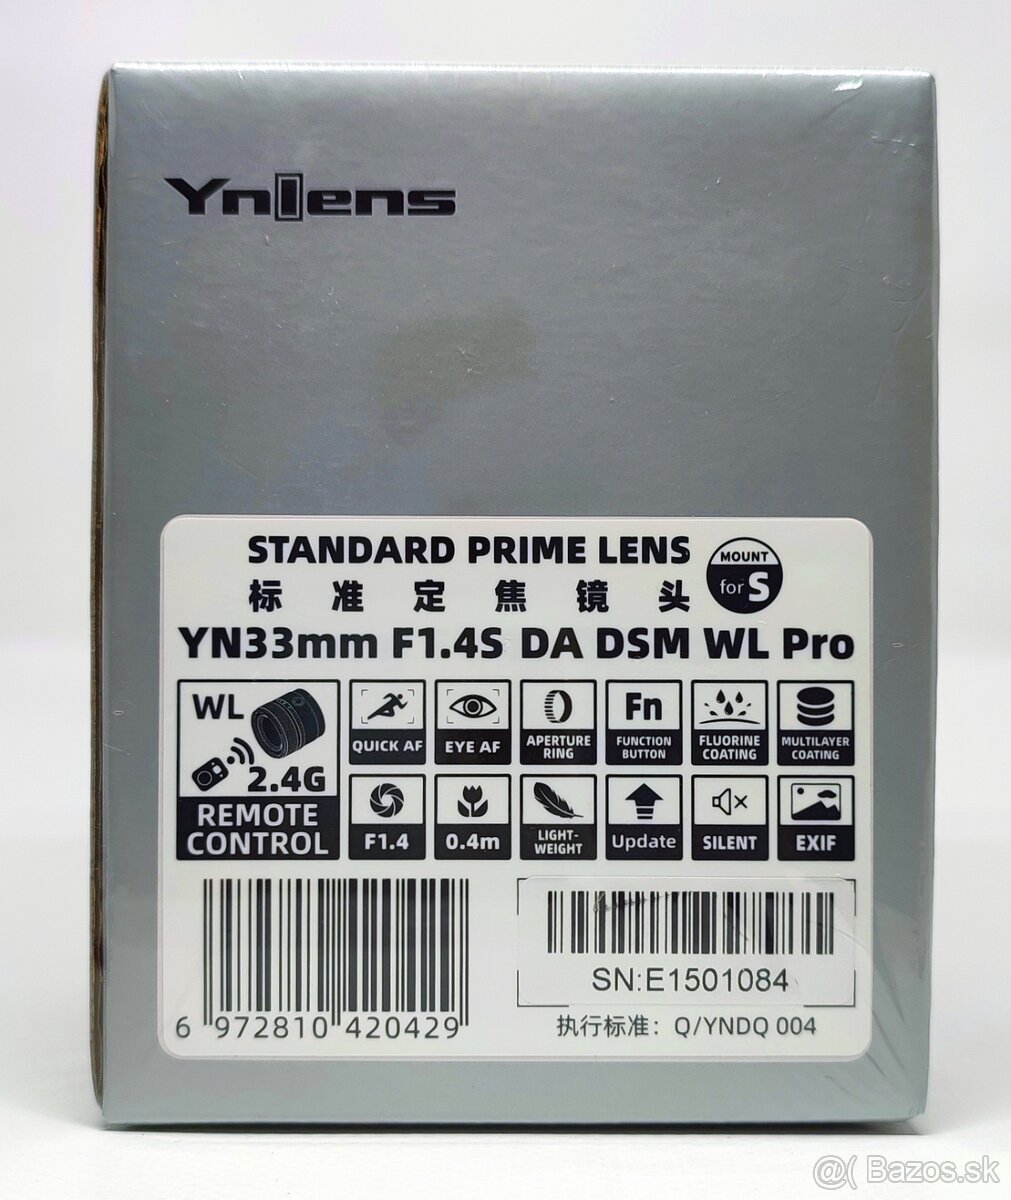 Ynlens
STANDARD PRIME LENS
标准定焦镜头
MOUNT
for S
YN33mm F1.4S DA DSM WL Pro
WL
2.4G
REMOTE
CONTROL
QUICK AF
EYE AF
APERTURE
RING
Fn
FUNCTION
BUTTON
FLUORINE
COATING
MULTILAYER
COATING
F1.4
0.4m
LIGHT-
WEIGHT
Update
SILENT
EXIF
6 972810 420429
SN:E1501084
执行标准：Q/YNDQ 004
@( Bazos.sk